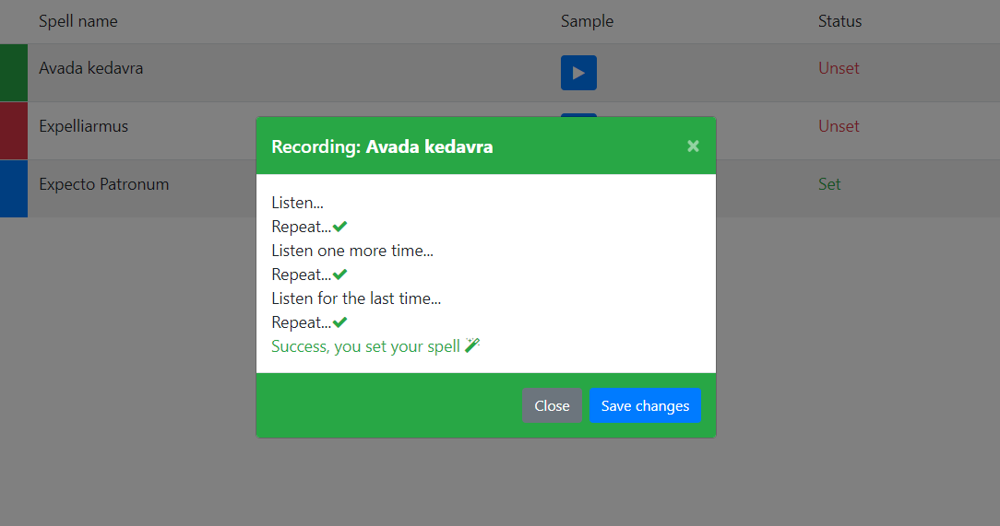 Spell name Sample Status
Avada kedavra Unset
Expelliarmus Unset
Expecto Patronum Set
Recording: Avada kedavra ×
Listen...
Repeat...✔
Listen one more time...
Repeat...✔
Listen for the last time...
Repeat...✔
Success, you set your spell
Close Save changes